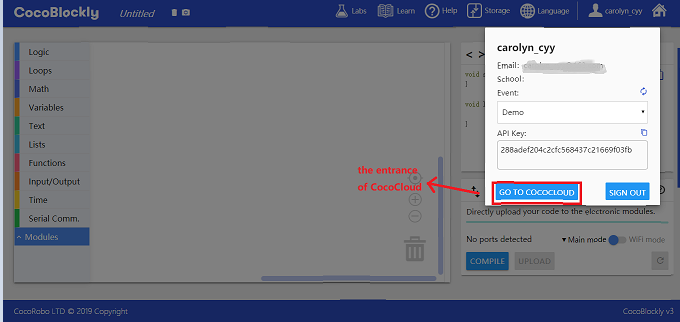 CocoBlockly
Untitled
Labs
Learn
Help
Storage
Language
carolyn_cyy
Logic
Loops
Math
Variables
Text
Lists
Functions
Input/Output
Time
Serial Comm.
Modules
the entrance
of CocoCloud
< >
void
}
void
}
carolyn_cyy
Email:
School:
Event:
Demo
API Key:
288adef204c2cfc568437c21669f03fb
GO TO COCOCLOUD
SIGN OUT
Directly upload your code to the electronic modules.
No ports detected
Main mode
WiFi mode
COMPILE
UPLOAD
CocoRobo LTD © 2019 Copyright
CocoBlockly v3